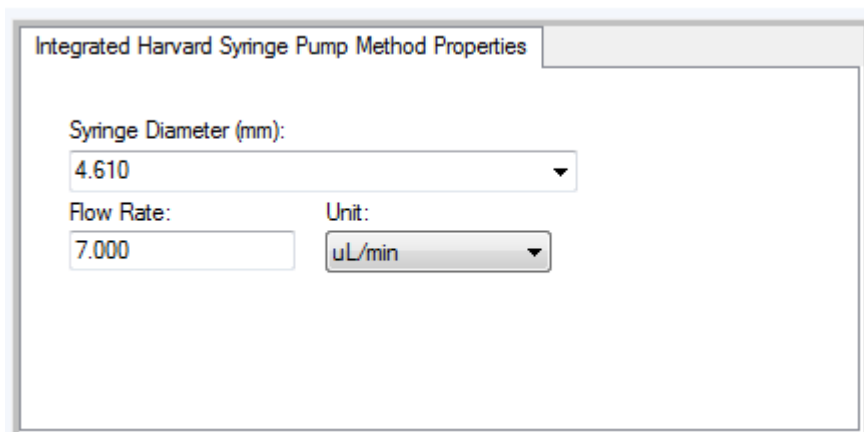 Integrated Harvard Syringe Pump Method Properties
Syringe Diameter (mm):
4.610
Flow Rate: Unit:
7.000 uL/min